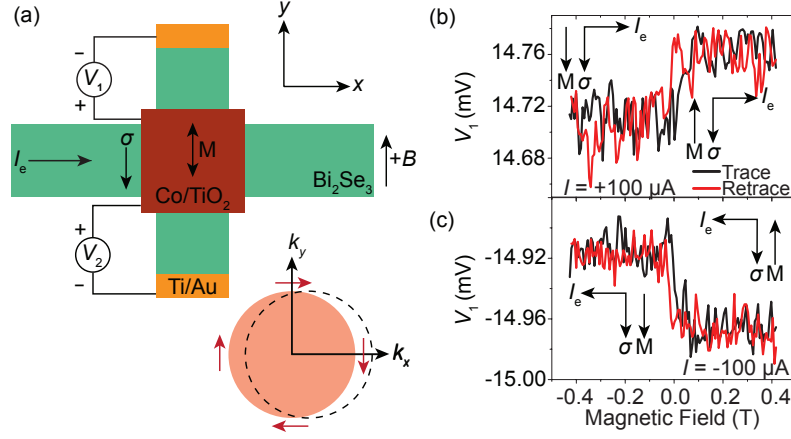 (a)
−
V₁
+
y
x
Iₑ
σ
M
Co/TiO₂
+B
Bi₂Se₃
+
V₂
−
Ti/Au
k_y
k_x
(b)
V₁ (mV)
14.76
14.72
14.68
Iₑ
M σ
Iₑ
M σ
Trace
Retrace
I = +100 μA
(c)
V₁ (mV)
-14.92
-14.96
-15.00
Iₑ
σ M
Iₑ
σ M
I = -100 μA
-0.4 -0.2 0.0 0.2 0.4
Magnetic Field (T)